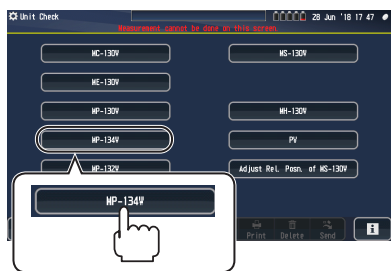 Unit Check
28 Jun '18 17 47
Measurement cannot be done on this screen.
MC-130V
MS-130V
ME-130V
MP-130V
MH-130V
MP-134V
PV
MP-132V
Adjust Rel. Posn. of MS-130V
MP-134V
Print
Delete
Send
i